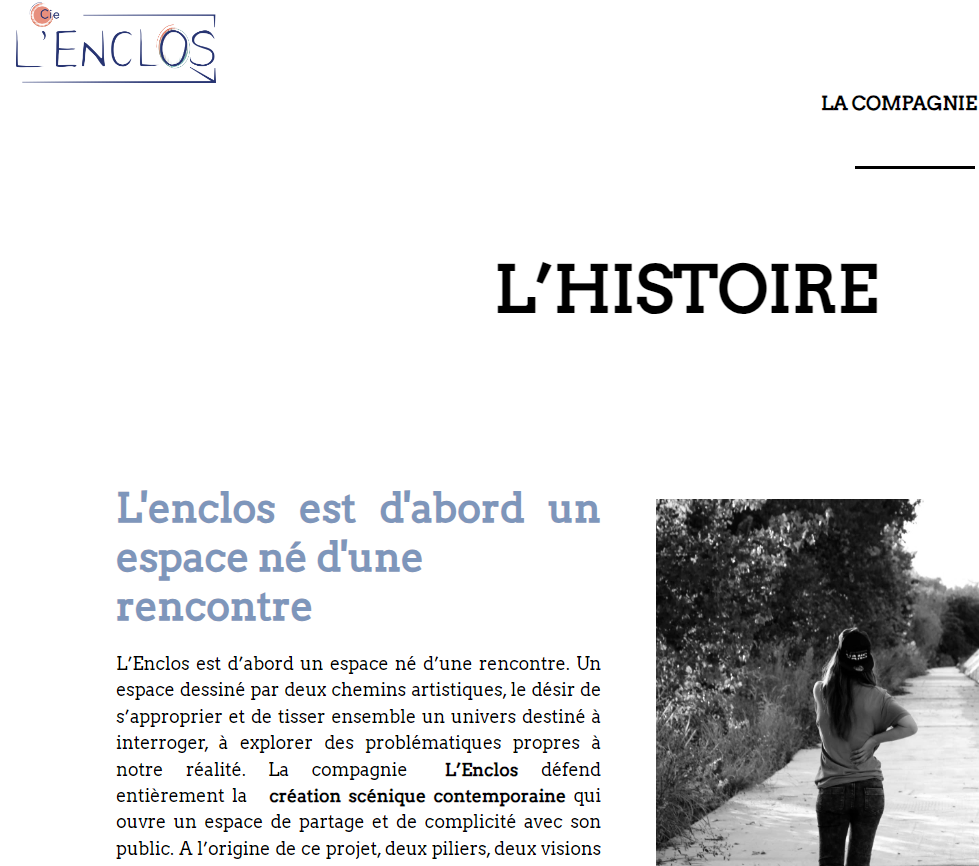 Cie
L'ENCLOS
LA COMPAGNIE
L’HISTOIRE
L'enclos est d'abord un
espace né d'une
rencontre
L’Enclos est d’abord un espace né d’une rencontre. Un
espace dessiné par deux chemins artistiques, le désir de
s’approprier et de tisser ensemble un univers destiné à
interroger, à explorer des problématiques propres à
notre réalité. La compagnie L’Enclos défend
entièrement la création scénique contemporaine qui
ouvre un espace de partage et de complicité avec son
public. A l’origine de ce projet, deux piliers, deux visions